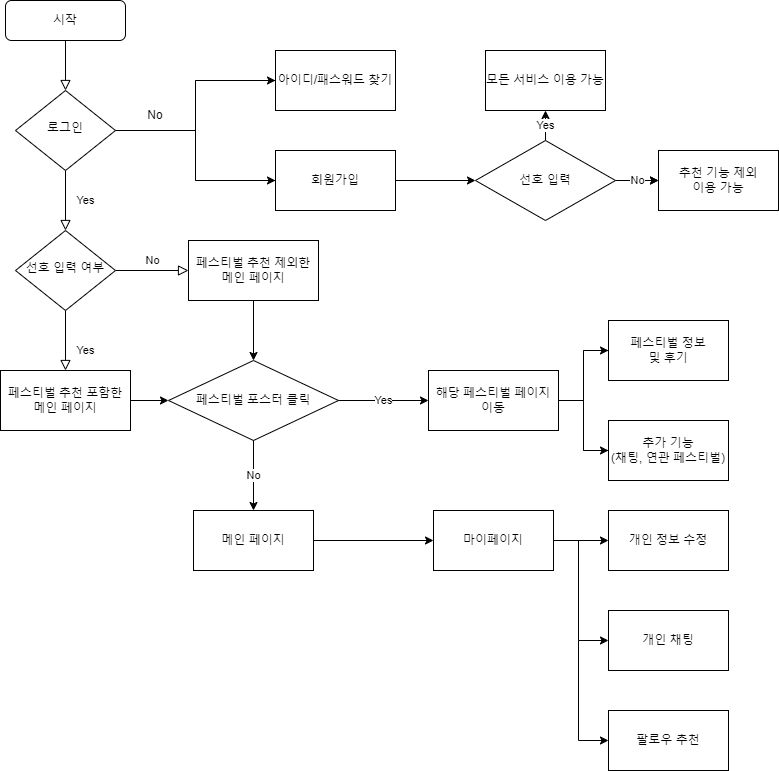 시작
로그인
No
아이디/패스워드 찾기
회원가입
모든 서비스 이용 가능
Yes
선호 입력
No
추천 기능 제외
이용 가능
Yes
선호 입력 여부
No
페스티벌 추천 제외한
메인 페이지
Yes
페스티벌 추천 포함한
메인 페이지
페스티벌 포스터 클릭
Yes
해당 페스티벌 페이지
이동
페스티벌 정보
및 후기
추가 기능
(채팅, 연관 페스티벌)
No
메인 페이지
마이페이지
개인 정보 수정
개인 채팅
팔로우 추천